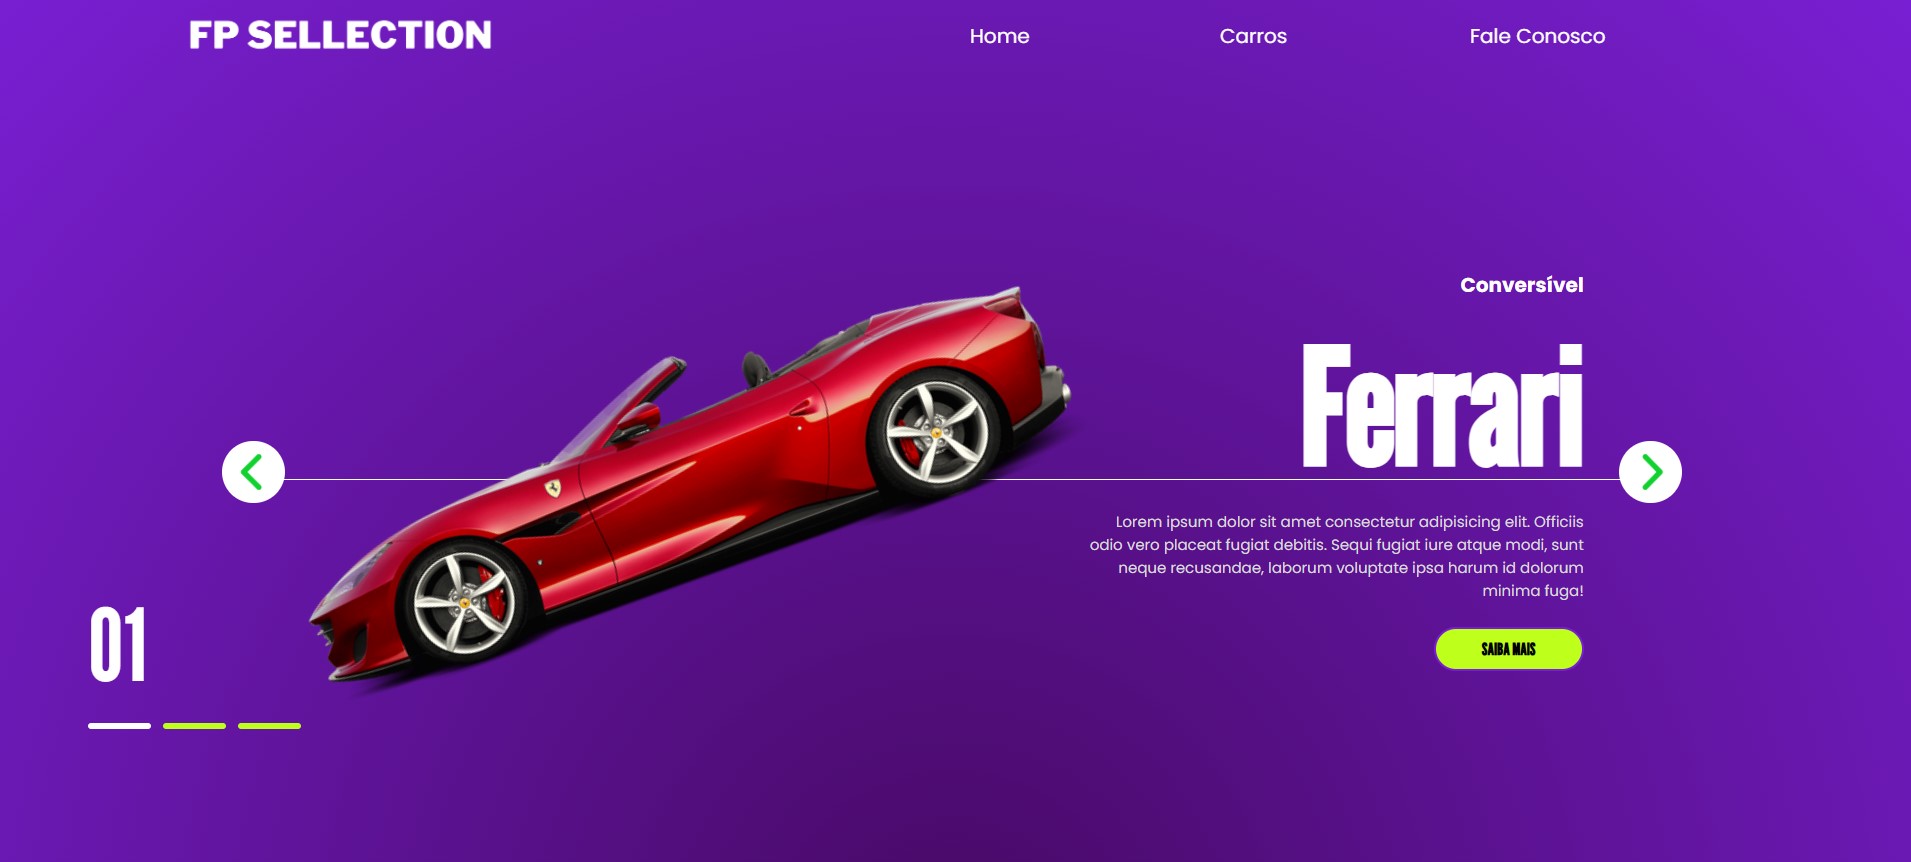 FP SELLECTION
Home
Carros
Fale Conosco
Conversível
Ferrari
Lorem ipsum dolor sit amet consectetur adipisicing elit. Officiis
odio vero placeat fugiat debitis. Sequi fugiat iure atque modi, sunt
neque recusandae, laborum voluptate ipsa harum id dolorum
minima fuga!
SAIBA MAIS
01